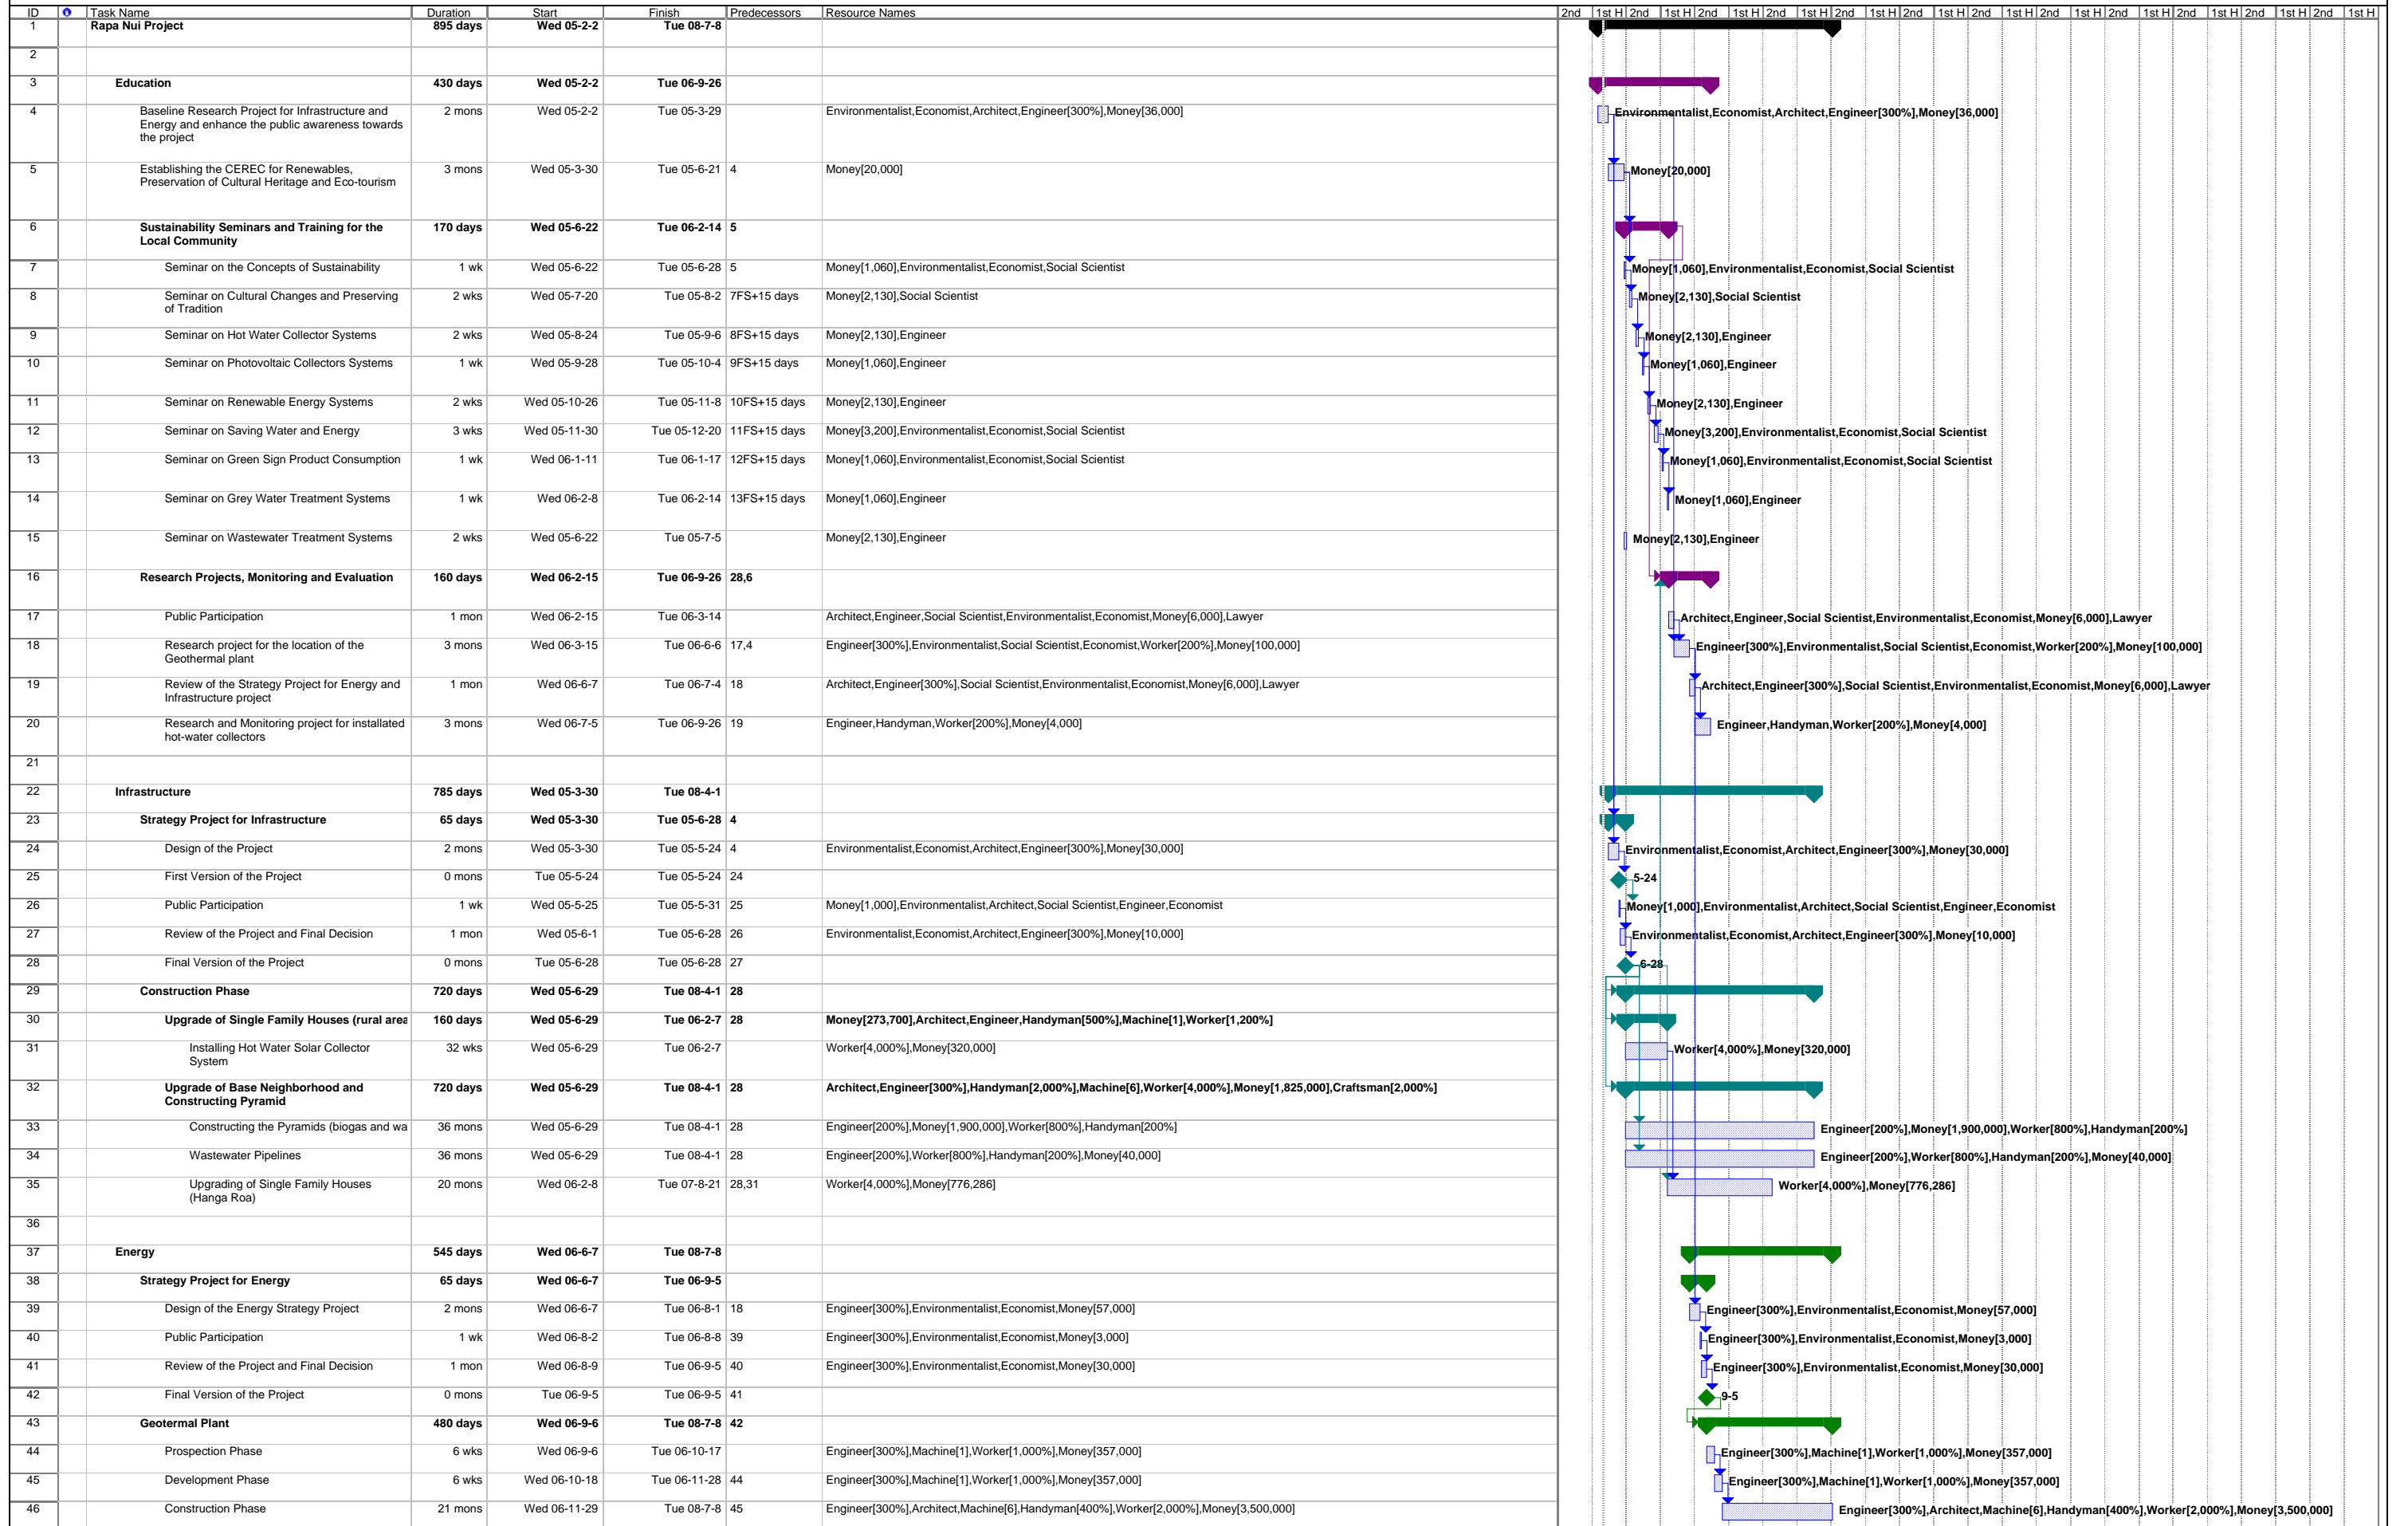 ID Task Name Duration Start Finish Predecessors Resource Names 2nd 1st H 2nd 1st H 2nd 1st H 2nd 1st H 2nd 1st H 2nd 1st H 2nd 1st H 2nd 1st H 2nd 1st H 2nd 1st H 2nd 1st H 2nd 1st H
1 Rapa Nui Project 895 days Wed 05-2-2 Tue 08-7-8
2
3 Education 430 days Wed 05-2-2 Tue 06-9-26
4 Baseline Research Project for Infrastructure and 2 mons Wed 05-2-2 Tue 05-3-29 Environmentalist,Economist,Architect,Engineer[300%],Money[36,000] Environmentalist,Economist,Architect,Engineer[300%],Money[36,000]
Energy and enhance the public awareness towards
the project
5 Establishing the CEREC for Renewables, 3 mons Wed 05-3-30 Tue 05-6-21 4 Money[20,000] Money[20,000]
Preservation of Cultural Heritage and Eco-tourism
6 Sustainability Seminars and Training for the 170 days Wed 05-6-22 Tue 06-2-14 5
Local Community
7 Seminar on the Concepts of Sustainability 1 wk Wed 05-6-22 Tue 05-6-28 5 Money[1,060],Environmentalist,Economist,Social Scientist Money[1,060],Environmentalist,Economist,Social Scientist
8 Seminar on Cultural Changes and Preserving 2 wks Wed 05-7-20 Tue 05-8-2 7FS+15 days Money[2,130],Social Scientist Money[2,130],Social Scientist
of Tradition
9 Seminar on Hot Water Collector Systems 2 wks Wed 05-8-24 Tue 05-9-6 8FS+15 days Money[2,130],Engineer Money[2,130],Engineer
10 Seminar on Photovoltaic Collectors Systems 1 wk Wed 05-9-28 Tue 05-10-4 9FS+15 days Money[1,060],Engineer Money[1,060],Engineer
11 Seminar on Renewable Energy Systems 2 wks Wed 05-10-26 Tue 05-11-8 10FS+15 days Money[2,130],Engineer Money[2,130],Engineer
12 Seminar on Saving Water and Energy 3 wks Wed 05-11-30 Tue 05-12-20 11FS+15 days Money[3,200],Environmentalist,Economist,Social Scientist Money[3,200],Environmentalist,Economist,Social Scientist
13 Seminar on Green Sign Product Consumption 1 wk Wed 06-1-11 Tue 06-1-17 12FS+15 days Money[1,060],Environmentalist,Economist,Social Scientist Money[1,060],Environmentalist,Economist,Social Scientist
14 Seminar on Grey Water Treatment Systems 1 wk Wed 06-2-8 Tue 06-2-14 13FS+15 days Money[1,060],Engineer Money[1,060],Engineer
15 Seminar on Wastewater Treatment Systems 2 wks Wed 05-6-22 Tue 05-7-5 Money[2,130],Engineer Money[2,130],Engineer
16 Research Projects, Monitoring and Evaluation 160 days Wed 06-2-15 Tue 06-9-26 28,6
17 Public Participation 1 mon Wed 06-2-15 Tue 06-3-14 Architect,Engineer,Social Scientist,Environmentalist,Economist,Money[6,000],Lawyer Architect,Engineer,Social Scientist,Environmentalist,Economist,Money[6,000],Lawyer
18 Research project for the location of the 3 mons Wed 06-3-15 Tue 06-6-6 17,4 Engineer[300%],Environmentalist,Social Scientist,Economist,Worker[200%],Money[100,000] Engineer[300%],Environmentalist,Social Scientist,Economist,Worker[200%],Money[100,000]
Geothermal plant
19 Review of the Strategy Project for Energy and 1 mon Wed 06-6-7 Tue 06-7-4 18 Architect,Engineer[300%],Social Scientist,Environmentalist,Economist,Money[6,000],Lawyer Architect,Engineer[300%],Social Scientist,Environmentalist,Economist,Money[6,000],Lawyer
Infrastructure project
20 Research and Monitoring project for installated 3 mons Wed 06-7-5 Tue 06-9-26 19 Engineer,Handyman,Worker[200%],Money[4,000] Engineer,Handyman,Worker[200%],Money[4,000]
hot-water collectors
21
22 Infrastructure 785 days Wed 05-3-30 Tue 08-4-1
23 Strategy Project for Infrastructure 65 days Wed 05-3-30 Tue 05-6-28 4
24 Design of the Project 2 mons Wed 05-3-30 Tue 05-5-24 4 Environmentalist,Economist,Architect,Engineer[300%],Money[30,000] Environmentalist,Economist,Architect,Engineer[300%],Money[30,000]
25 First Version of the Project 0 mons Tue 05-5-24 Tue 05-5-24 24 5-24
26 Public Participation 1 wk Wed 05-5-25 Tue 05-5-31 25 Money[1,000],Environmentalist,Architect,Social Scientist,Engineer,Economist Money[1,000],Environmentalist,Architect,Social Scientist,Engineer,Economist
27 Review of the Project and Final Decision 1 mon Wed 05-6-1 Tue 05-6-28 26 Environmentalist,Economist,Architect,Engineer[300%],Money[10,000] Environmentalist,Economist,Architect,Engineer[300%],Money[10,000]
28 Final Version of the Project 0 mons Tue 05-6-28 Tue 05-6-28 27 6-28
29 Construction Phase 720 days Wed 05-6-29 Tue 08-4-1 28
30 Upgrade of Single Family Houses (rural area 160 days Wed 05-6-29 Tue 06-2-7 28 Money[273,700],Architect,Engineer,Handyman[500%],Machine[1],Worker[1,200%]
31 Installing Hot Water Solar Collector 32 wks Wed 05-6-29 Tue 06-2-7 Worker[4,000%],Money[320,000] Worker[4,000%],Money[320,000]
System
32 Upgrade of Base Neighborhood and 720 days Wed 05-6-29 Tue 08-4-1 28 Architect,Engineer[300%],Handyman[2,000%],Machine[6],Worker[4,000%],Money[1,825,000],Craftsman[2,000%]
Constructing Pyramid
33 Constructing the Pyramids (biogas and wa 36 mons Wed 05-6-29 Tue 08-4-1 28 Engineer[200%],Money[1,900,000],Worker[800%],Handyman[200%] Engineer[200%],Money[1,900,000],Worker[800%],Handyman[200%]
34 Wastewater Pipelines 36 mons Wed 05-6-29 Tue 08-4-1 28 Engineer[200%],Worker[800%],Handyman[200%],Money[40,000] Engineer[200%],Worker[800%],Handyman[200%],Money[40,000]
35 Upgrading of Single Family Houses 20 mons Wed 06-2-8 Tue 07-8-21 28,31 Worker[4,000%],Money[776,286] Worker[4,000%],Money[776,286]
(Hanga Roa)
36
37 Energy 545 days Wed 06-6-7 Tue 08-7-8
38 Strategy Project for Energy 65 days Wed 06-6-7 Tue 06-9-5
39 Design of the Energy Strategy Project 2 mons Wed 06-6-7 Tue 06-8-1 18 Engineer[300%],Environmentalist,Economist,Money[57,000] Engineer[300%],Environmentalist,Economist,Money[57,000]
40 Public Participation 1 wk Wed 06-8-2 Tue 06-8-8 39 Engineer[300%],Environmentalist,Economist,Money[3,000] Engineer[300%],Environmentalist,Economist,Money[3,000]
41 Review of the Project and Final Decision 1 mon Wed 06-8-9 Tue 06-9-5 40 Engineer[300%],Environmentalist,Economist,Money[30,000] Engineer[300%],Environmentalist,Economist,Money[30,000]
42 Final Version of the Project 0 mons Tue 06-9-5 Tue 06-9-5 41 9-5
43 Geotermal Plant 480 days Wed 06-9-6 Tue 08-7-8 42
44 Prospection Phase 6 wks Wed 06-9-6 Tue 06-10-17 Engineer[300%],Machine[1],Worker[1,000%],Money[357,000] Engineer[300%],Machine[1],Worker[1,000%],Money[357,000]
45 Development Phase 6 wks Wed 06-10-18 Tue 06-11-28 44 Engineer[300%],Machine[1],Worker[1,000%],Money[357,000] Engineer[300%],Machine[1],Worker[1,000%],Money[357,000]
46 Construction Phase 21 mons Wed 06-11-29 Tue 08-7-8 45 Engineer[300%],Architect,Machine[6],Handyman[400%],Worker[2,000%],Money[3,500,000] Engineer[300%],Architect,Machine[6],Handyman[400%],Worker[2,000%],Money[3,500,000]